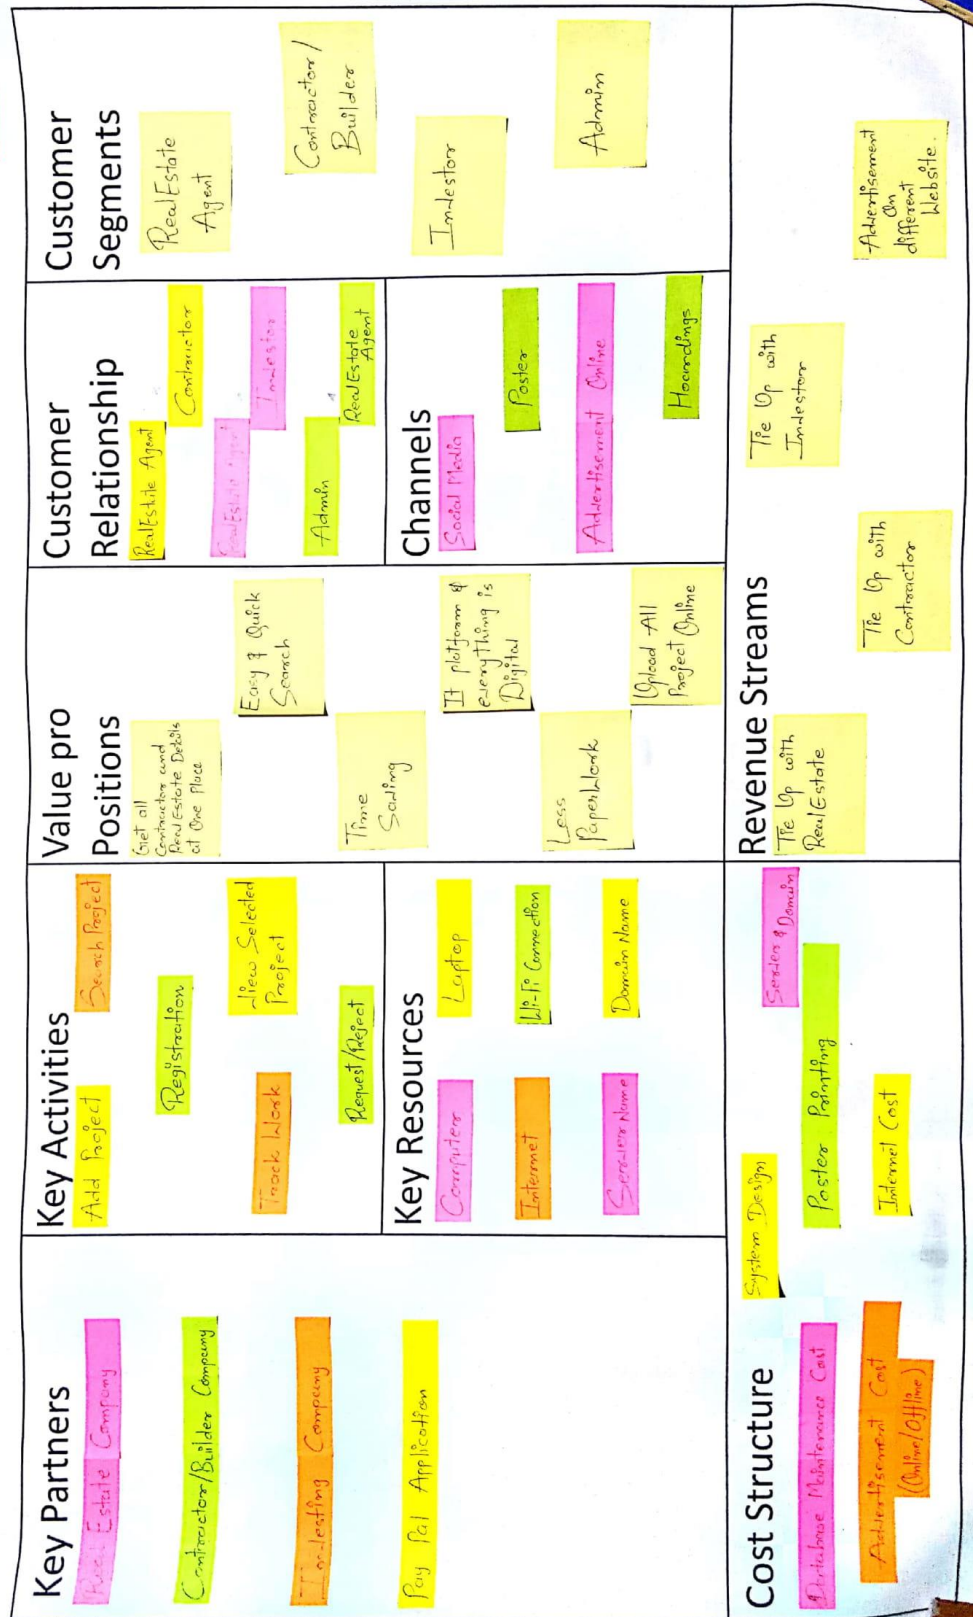 Key Partners
Real Estate Company
Contractor/Builder Company
Investing Company
Pay Pal Application
Key Activities
Add Project
Search Project
Registration
View Selected
Project
Track Work
Request/Reject
Key Resources
Computer
Laptop
Internet
Wi-Fi Connection
Server Name
Domain Name
Value pro
Positions
Get all
Contractor and
Real Estate Details
at One Place
Easy & Quick
Search
Time
Saving
It platform &
everything is
Digital
Less
PaperWork
Upload All
Project Online
Customer
Relationship
RealEstate Agent
Contractor
RealEstate Agent
Investor
Admin
RealEstate
Agent
Channels
Social Media
Poster
Advertisement Online
Hoardings
Customer
Segments
RealEstate
Agent
Contractor/
Builder
Investor
Admin
Cost Structure
Database Maintenance Cost
System Design
Server & Domain
Poster Printing
Advertisement Cost
(Online/Offline)
Internet Cost
Revenue Streams
Tie Up with
RealEstate
Tie Up with
Contractor
Tie Up with
Investor
Advertisement
On
different
Website.